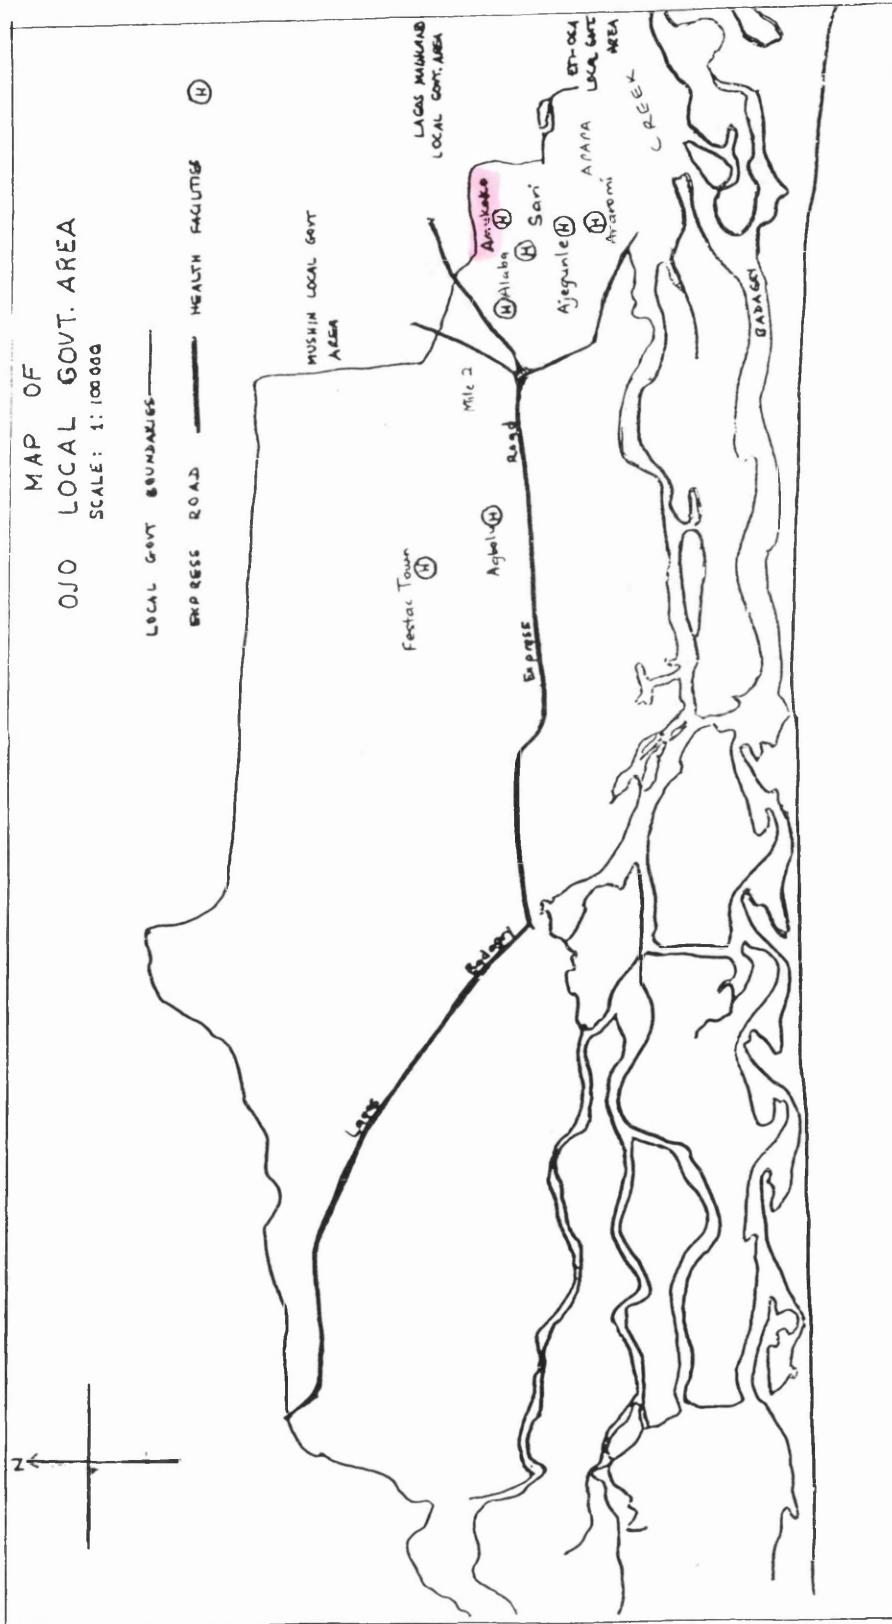 MAP OF
OJO LOCAL GOVT. AREA
SCALE: 1:100000
LOCAL GOVT BOUNDARIES
EXPRESS ROAD
HEALTH FACILITIES
H
N
MUSHIN LOCAL GOVT
AREA
LAGOS MAINLAND
LOCAL GOVT. AREA
ETI-OSA
LOCAL GOVT
AREA
Amukoko
H
Alaba
H
Sari
H
Ajegunle
H
Araromi
H
APAPA
CREEK
Mile 2
Festac Town
H
Agboju
H
Lagos
Badagry
Express
Road
BADAGRY